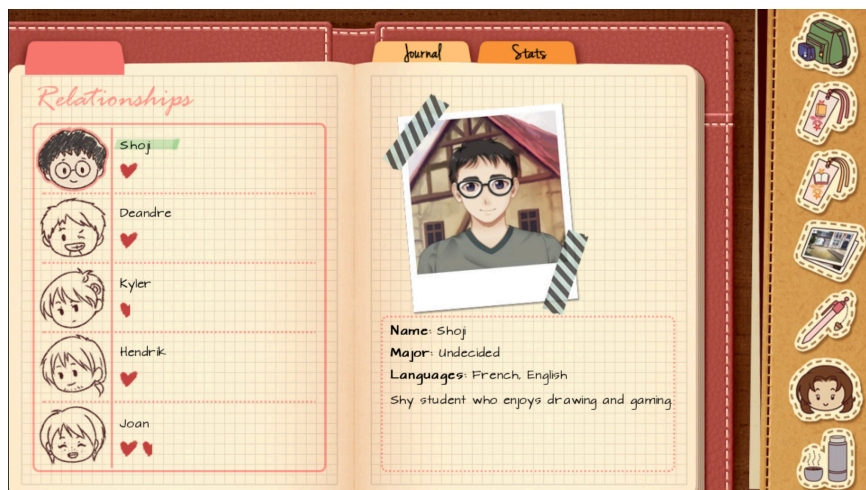 Journal
Stats
Relationships
Shoji
Deandre
Kyler
Hendrik
Joan
Name: Shoji
Major: Undecided
Languages: French, English
Shy student who enjoys drawing and gaming